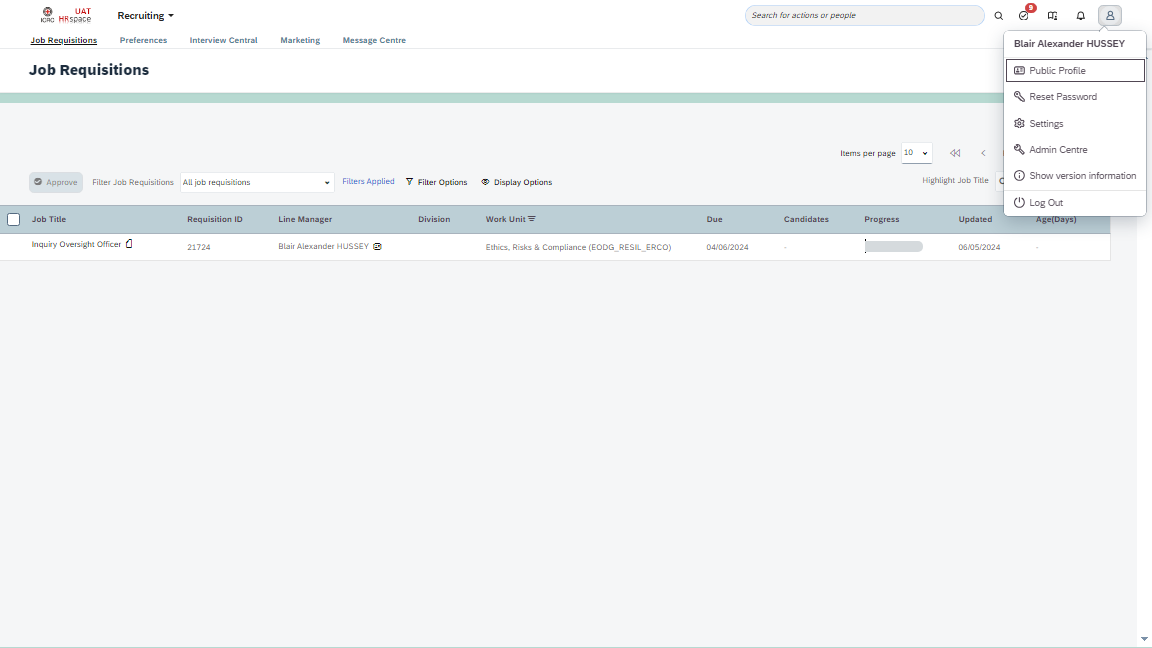 ICRC UAT HRspace
Recruiting
Search for actions or people
9
Job Requisitions
Preferences
Interview Central
Marketing
Message Centre
Blair Alexander HUSSEY
Public Profile
Reset Password
Settings
Admin Centre
Show version information
Log Out
Job Requisitions
Items per page
10
Approve
Filter Job Requisitions
All job requisitions
Filters Applied
Filter Options
Display Options
Highlight Job Title
Job Title
Requisition ID
Line Manager
Division
Work Unit
Due
Candidates
Progress
Updated
Age(Days)
Inquiry Oversight Officer
21724
Blair Alexander HUSSEY
Ethics, Risks & Compliance (EODG_RESIL_ERCO)
04/06/2024
-
06/05/2024
-